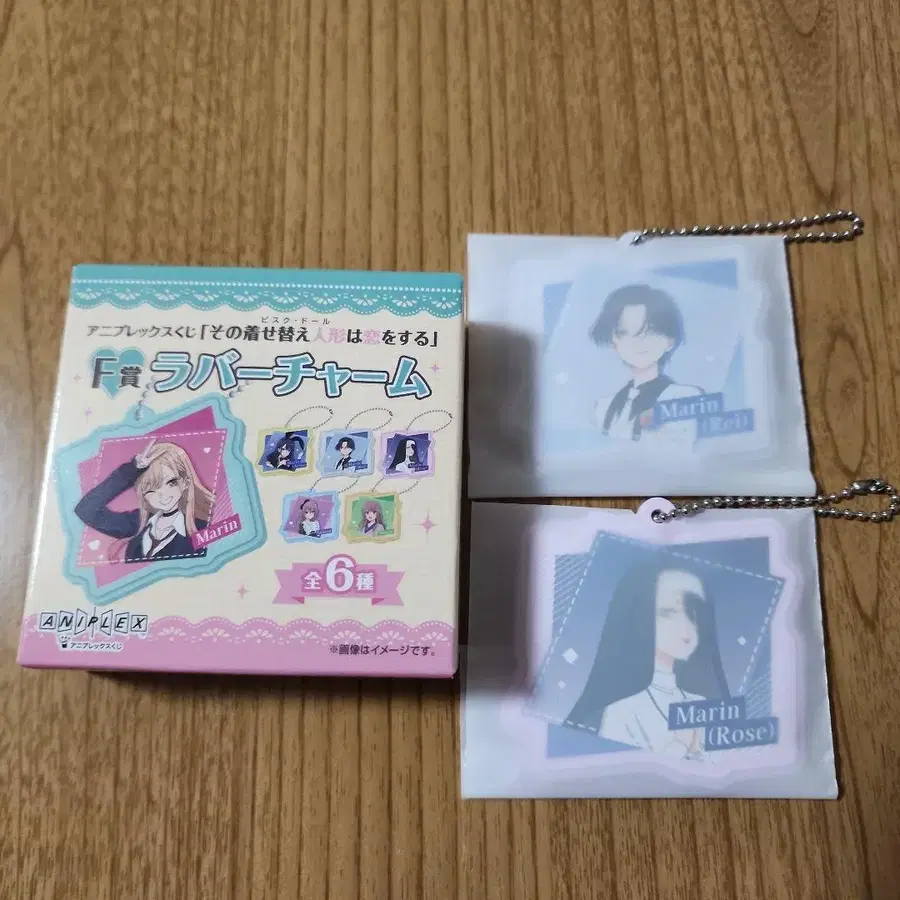 ビスク・ドール
アニプレックスくじ「その着せ替え人形は恋をする」
F賞 ラバーチャーム
Marin
全6種
ANIPLEX
アニプレックスくじ
※画像はイメージです。
Marin
(Rei)
Marin
(Rose)